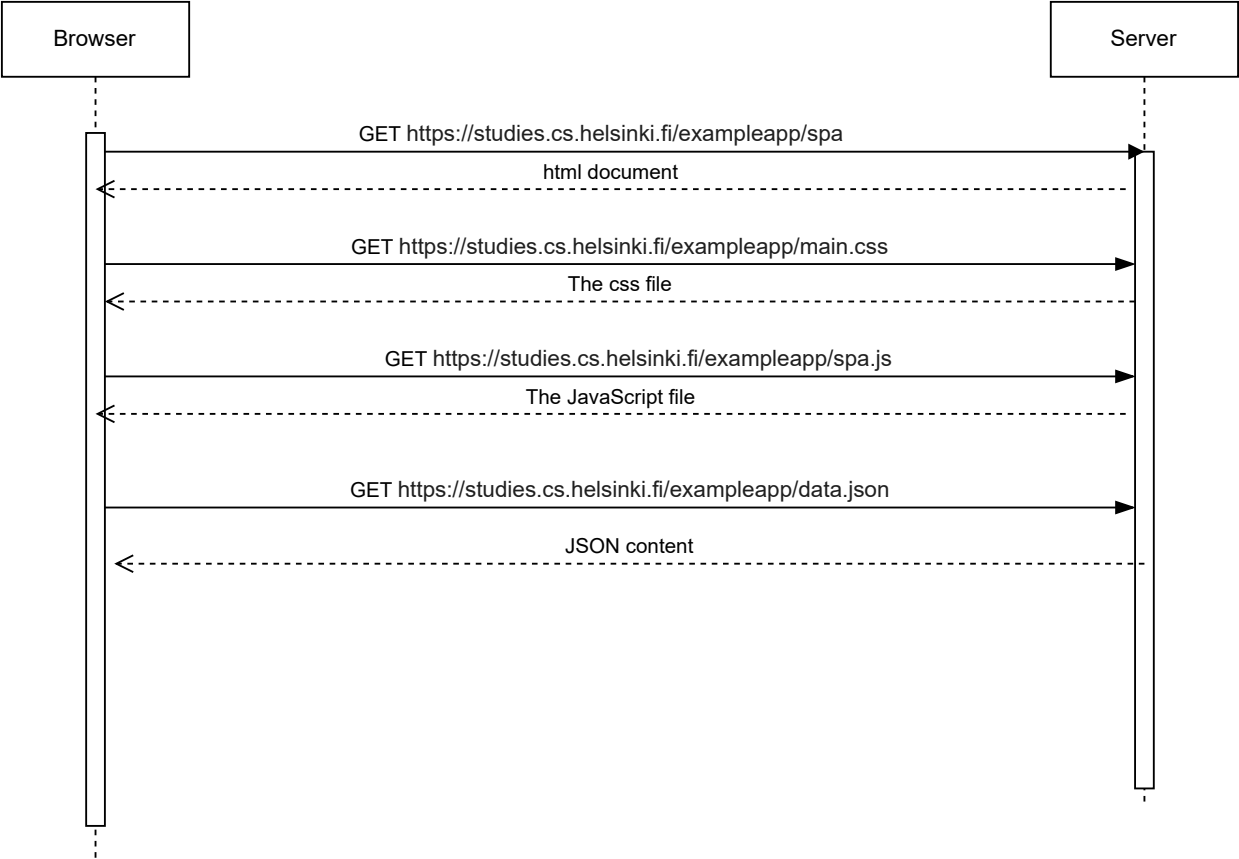 Browser
Server
GET https://studies.cs.helsinki.fi/exampleapp/spa
html document
GET https://studies.cs.helsinki.fi/exampleapp/main.css
The css file
GET https://studies.cs.helsinki.fi/exampleapp/spa.js
The JavaScript file
GET https://studies.cs.helsinki.fi/exampleapp/data.json
JSON content